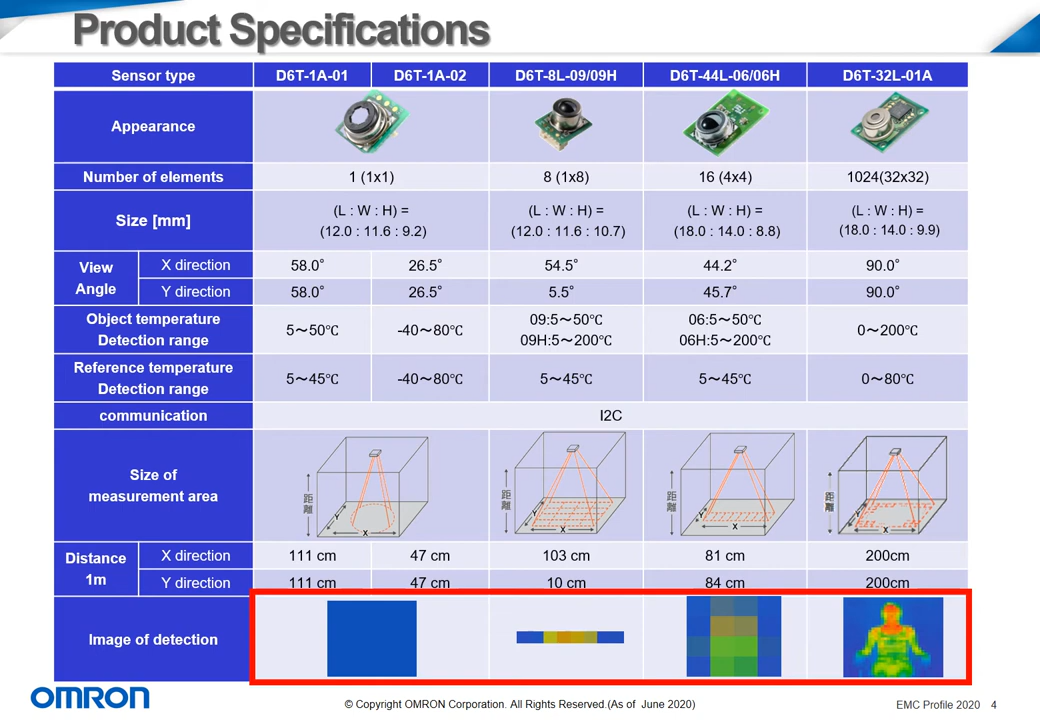 Product Specifications
Sensor type D6T-1A-01 D6T-1A-02 D6T-8L-09/09H D6T-44L-06/06H D6T-32L-01A
Appearance
Number of elements 1 (1x1) 8 (1x8) 16 (4x4) 1024(32x32)
Size [mm] (L : W : H) = (L : W : H) = (L : W : H) = (L : W : H) =
(12.0 : 11.6 : 9.2) (12.0 : 11.6 : 10.7) (18.0 : 14.0 : 8.8) (18.0 : 14.0 : 9.9)
View Angle X direction 58.0° 26.5° 54.5° 44.2° 90.0°
Y direction 58.0° 26.5° 5.5° 45.7° 90.0°
Object temperature 09:5~50℃ 06:5~50℃
Detection range 5~50℃ -40~80℃ 09H:5~200℃ 06H:5~200℃ 0~200℃
Reference temperature
Detection range 5~45℃ -40~80℃ 5~45℃ 5~45℃ 0~80℃
communication I2C
Size of
measurement area
距離 Y X 距離 Y X 距離 Y X 距離 Y X
Distance 1m X direction 111 cm 47 cm 103 cm 81 cm 200cm
Y direction 111 cm 47 cm 10 cm 84 cm 200cm
Image of detection
OMRON
© Copyright OMRON Corporation. All Rights Reserved.(As of June 2020)
EMC Profile 2020 4